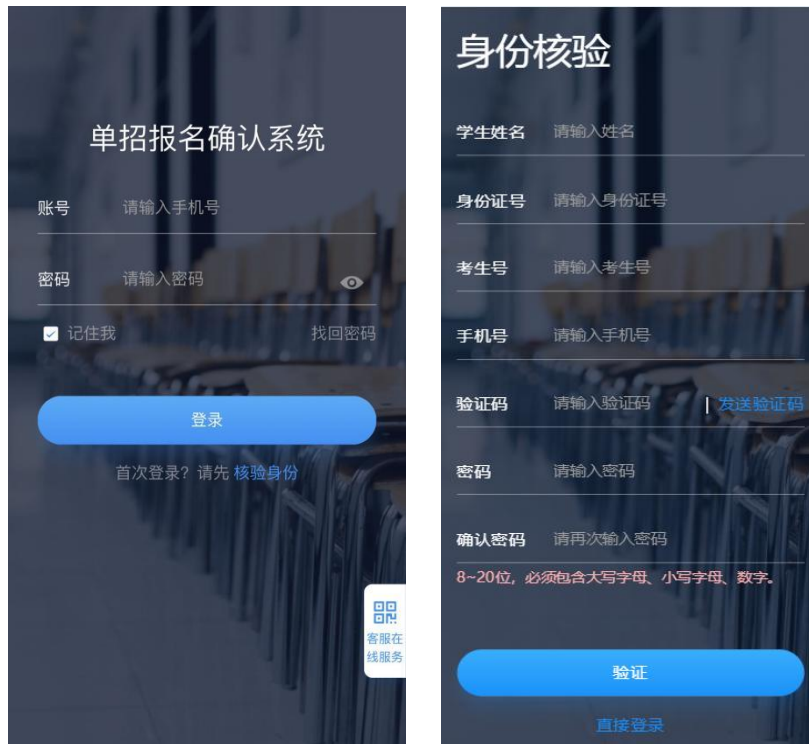 单招报名确认系统
账号 请输入手机号
密码 请输入密码
记住我 找回密码
登录
首次登录？请先 核验身份
客服在
线服务
身份核验
学生姓名 请输入姓名
身份证号 请输入身份证号
考生号 请输入考生号
手机号 请输入手机号
验证码 请输入验证码 | 发送验证码
密码 请输入密码
确认密码 请再次输入密码
8~20位，必须包含大写字母、小写字母、数字。
验证
直接登录